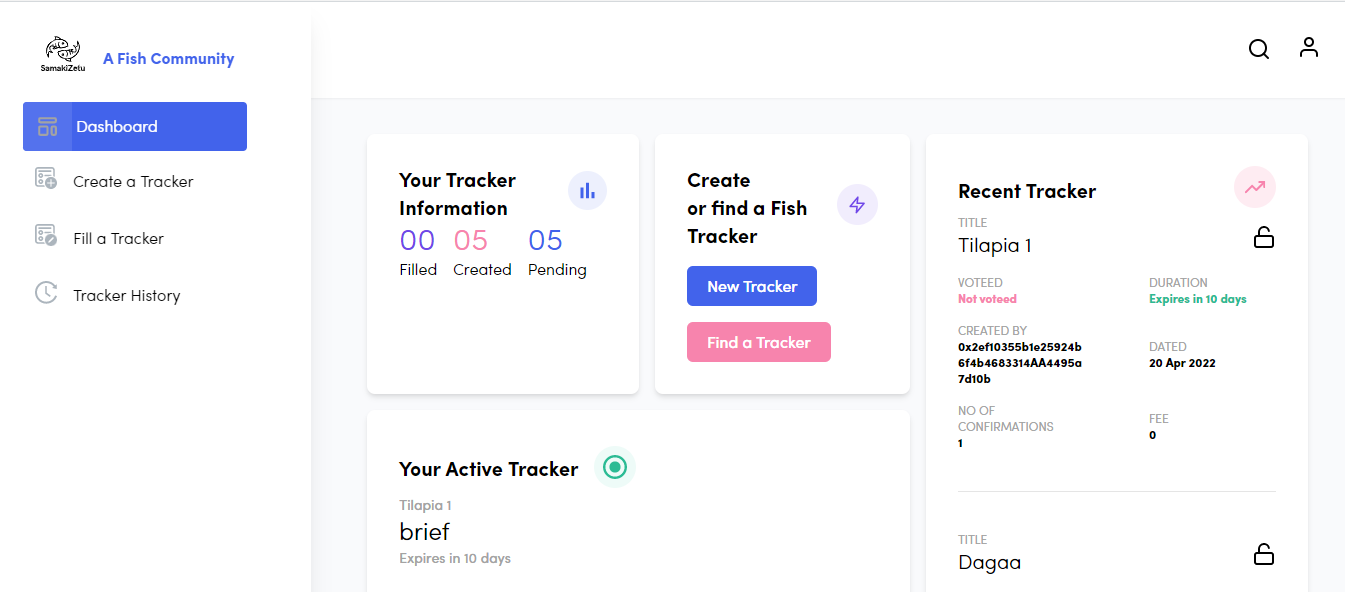 SamakiZetu
A Fish Community
Dashboard
Create a Tracker
Fill a Tracker
Tracker History
Your Tracker
Information
00 05 05
Filled Created Pending
Create
or find a Fish
Tracker
New Tracker
Find a Tracker
Your Active Tracker
Tilapia 1
brief
Expires in 10 days
Recent Tracker
TITLE
Tilapia 1
VOTEED
Not voteed
DURATION
Expires in 10 days
CREATED BY
0x2ef10355b1e25924b
6f4b4683314AA4495a
7d10b
DATED
20 Apr 2022
NO OF
CONFIRMATIONS
1
FEE
0
TITLE
Dagaa